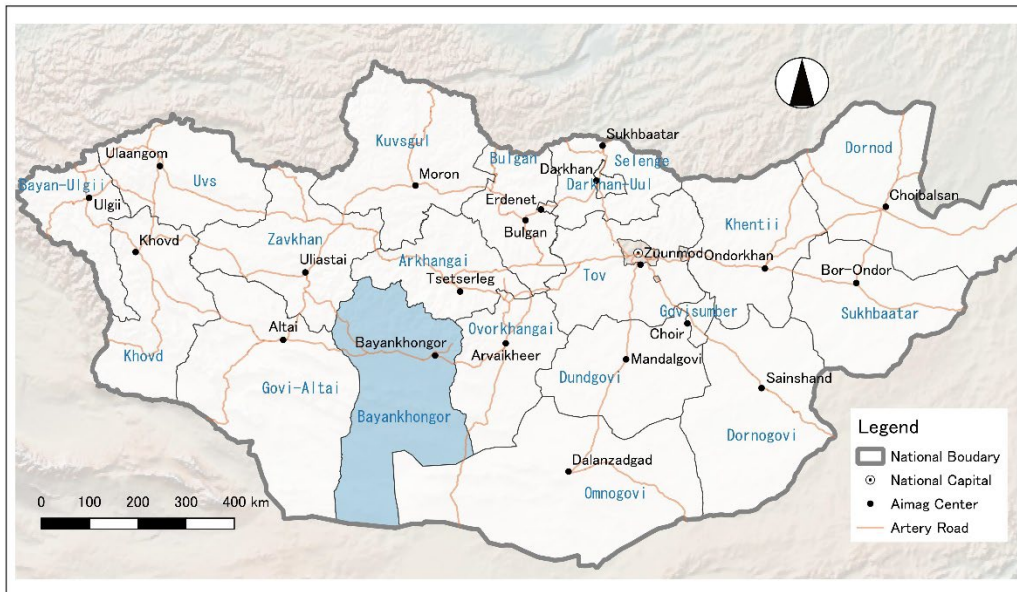 Sukhbaatar
Kuvsgul
Bulgan
Selenge
Dornod
Ulaangom
Darkhan
Moron
Darkhan-Uul
Bayan-Ulgii
Uvs
Ulgii
Erdenet
Choibalsan
Bulgan
Khentii
Khovd
Zavkhan
Zuunmod
Ondorkhan
Uliastai
Arkhangai
Tov
Bor-Ondor
Tsetserleg
Govisumber
Sukhbaatar
Altai
Ovorkhangai
Choir
Bayankhongor
Khovd
Arvaikheer
Mandalgovi
Govi-Altai
Dundgovi
Sainshand
Bayankhongor
Dornogovi
Legend
National Boudary
Dalanzadgad
National Capital
Omnogovi
Aimag Center
0 100 200 300 400 km
Artery Road